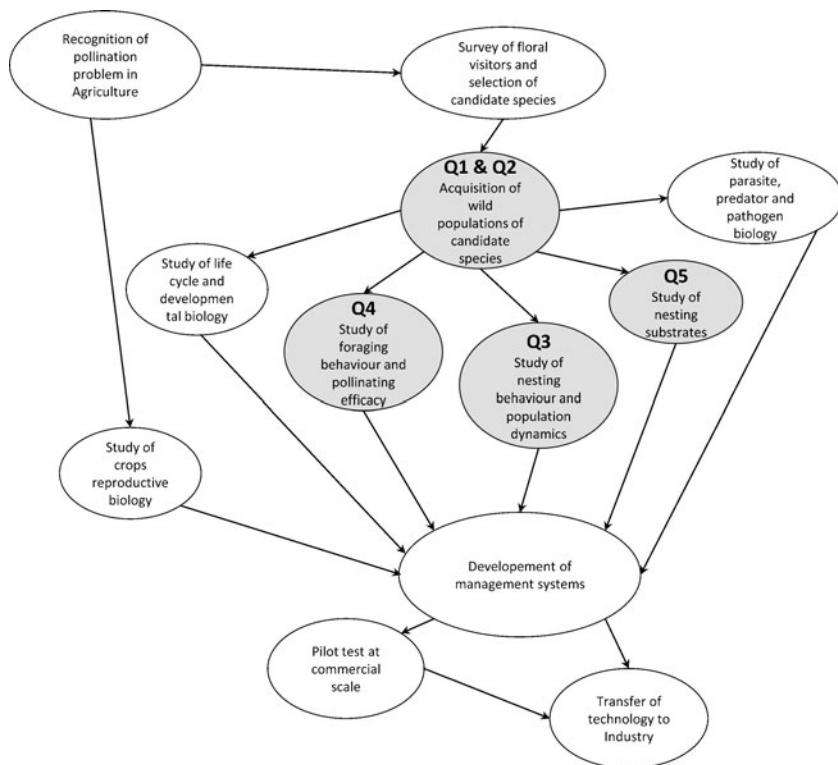 Recognition of
pollination
problem in
Agriculture
Survey of floral
visitors and
selection of
candidate species
Q1 & Q2
Acquisition of
wild
populations of
candidate
species
Study of
parasite,
predator and
pathogen
biology
Study of life
cycle and
developmen
tal biology
Q4
Study of
foraging
behaviour and
pollinating
efficacy
Q3
Study of
nesting
behaviour and
population
dynamics
Q5
Study of
nesting
substrates
Study of
crops
reproductive
biology
Developement of
management systems
Pilot test at
commercial
scale
Transfer of
technology to
Industry